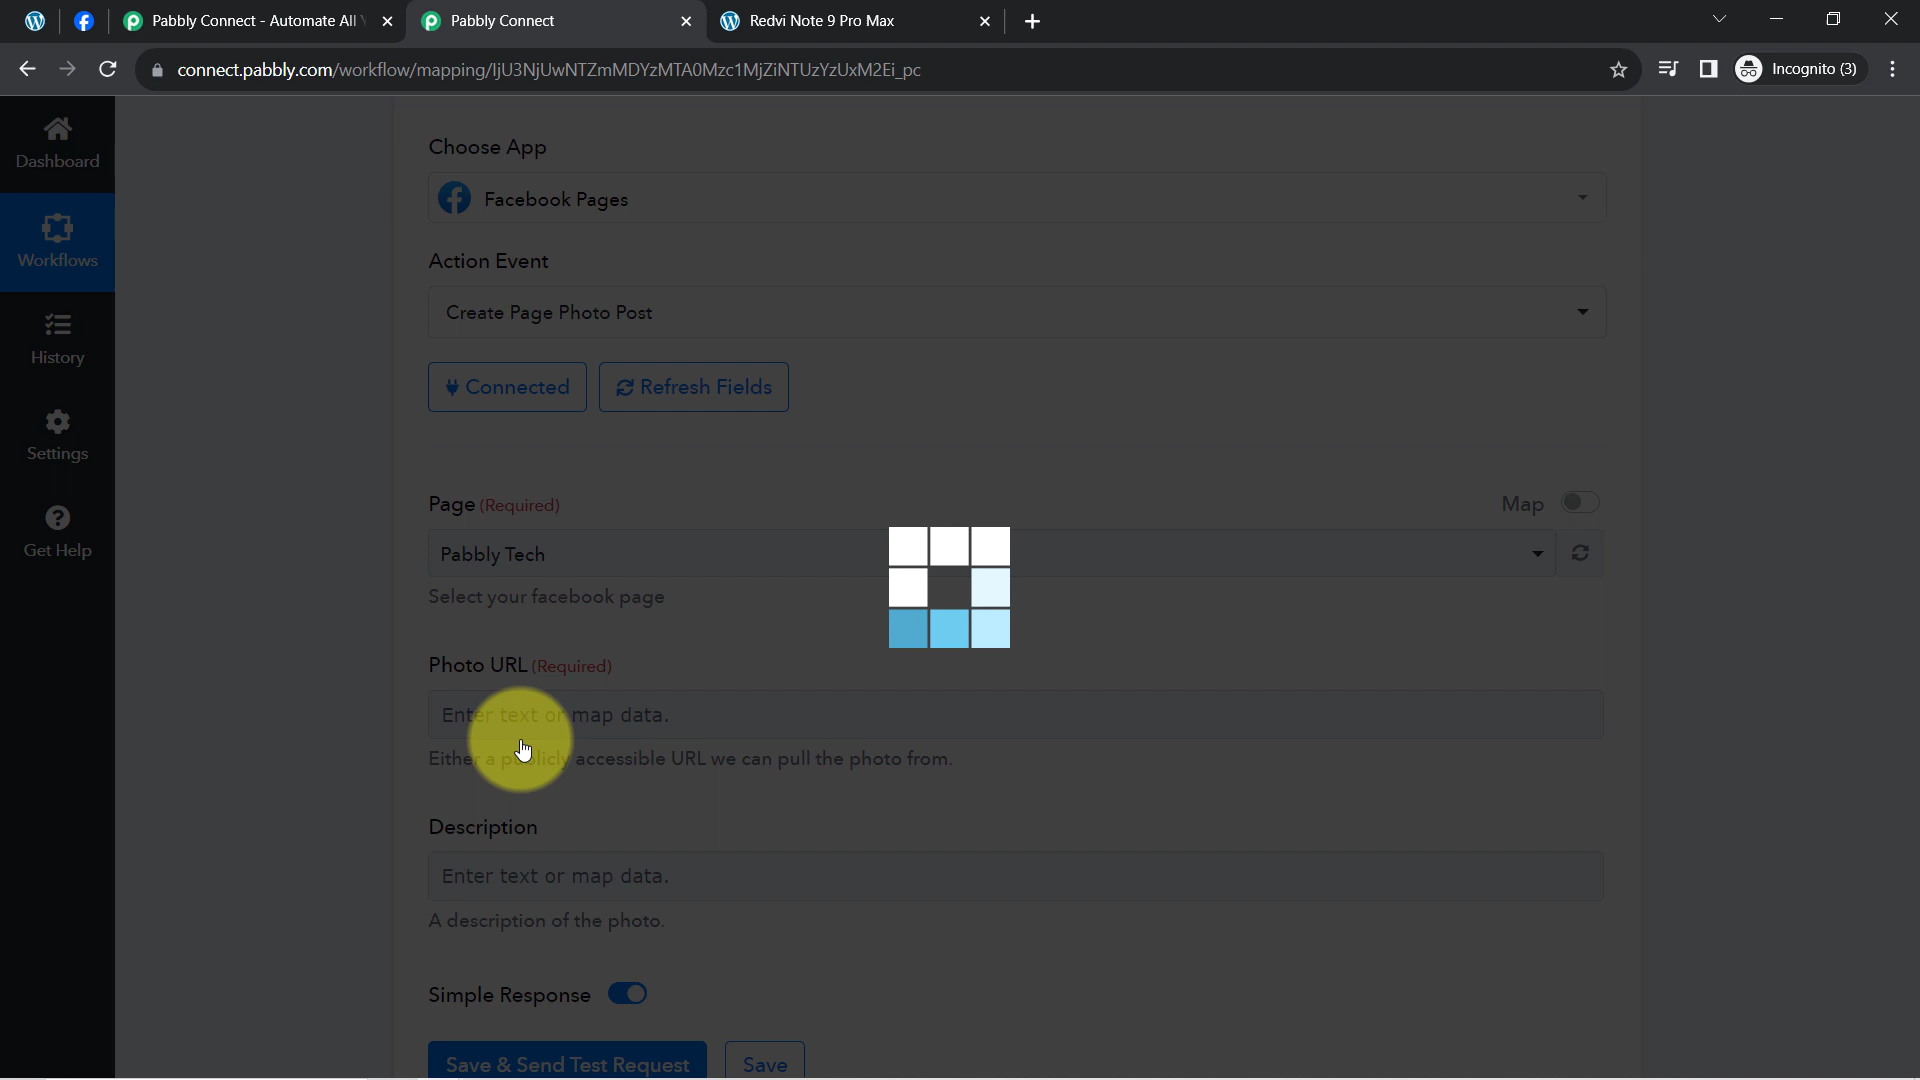 Pabbly Connect - Automate All
Pabbly Connect
Redvi Note 9 Pro Max
connect.pabbly.com/workflow/mapping/IjU3NjUwNTZmMDYzMTA0Mzc1MjZiNTUzYzUxM2Ei_pc
Incognito (3)
Dashboard
Workflows
History
Settings
Get Help
Choose App
Facebook Pages
Action Event
Create Page Photo Post
Connected
Refresh Fields
Page (Required)
Map
Pabbly Tech
Select your facebook page
Photo URL (Required)
Enter text or map data.
Either a publicly accessible URL we can pull the photo from.
Description
Enter text or map data.
A description of the photo.
Simple Response
Save & Send Test Request
Save